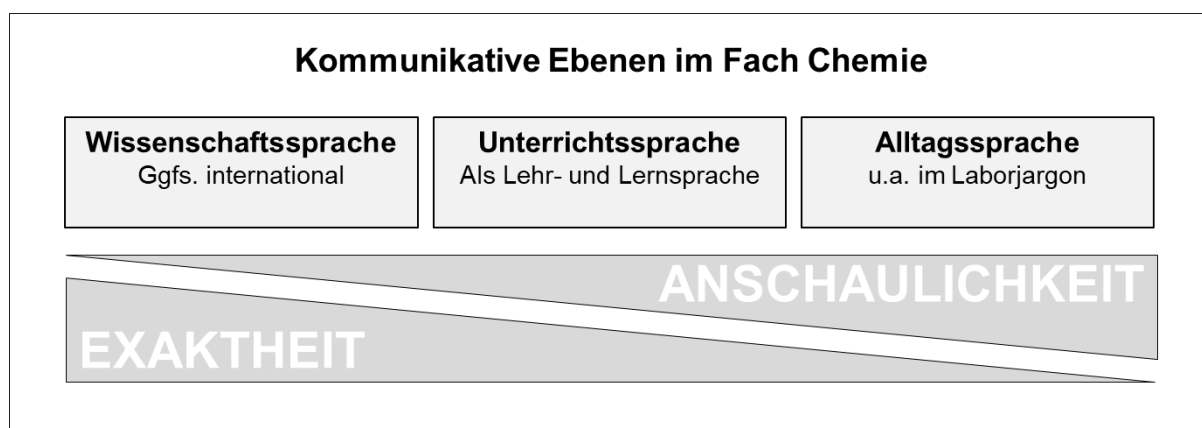 Kommunikative Ebenen im Fach Chemie
Wissenschaftssprache
Ggfs. international
Unterrichtssprache
Als Lehr- und Lernsprache
Alltagssprache
u.a. im Laborjargon
ANSCHAULICHKEIT
EXAKTHEIT